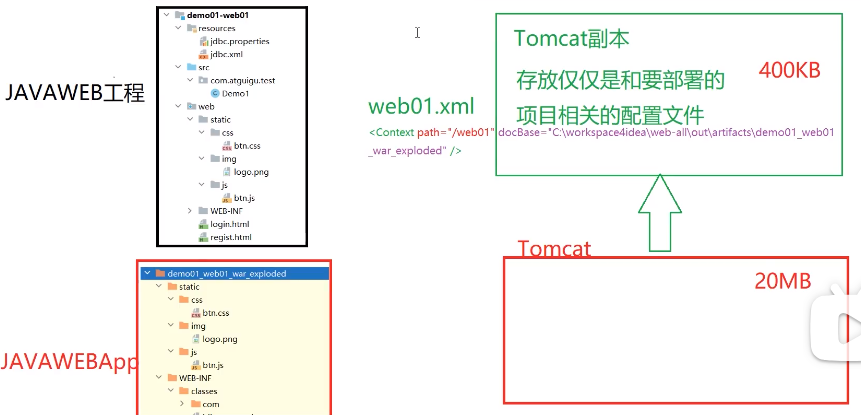 JAVAWEB工程
demo01-web01
resources
jdbc.properties
jdbc.xml
src
com.atguigu.test
Demo1
web
static
css
btn.css
img
logo.png
js
btn.js
WEB-INF
login.html
regist.html
JAVAWEBApp
demo01_web01_war_exploded
static
css
btn.css
img
logo.png
js
btn.js
WEB-INF
classes
com
web01.xml
<Context path="/web01" docBase="C:\workspace4idea\web-all\out\artifacts\demo01_web01
_war_exploded" />
Tomcat副本
400KB
存放仅仅是和要部署的
项目相关的配置文件
Tomcat
20MB